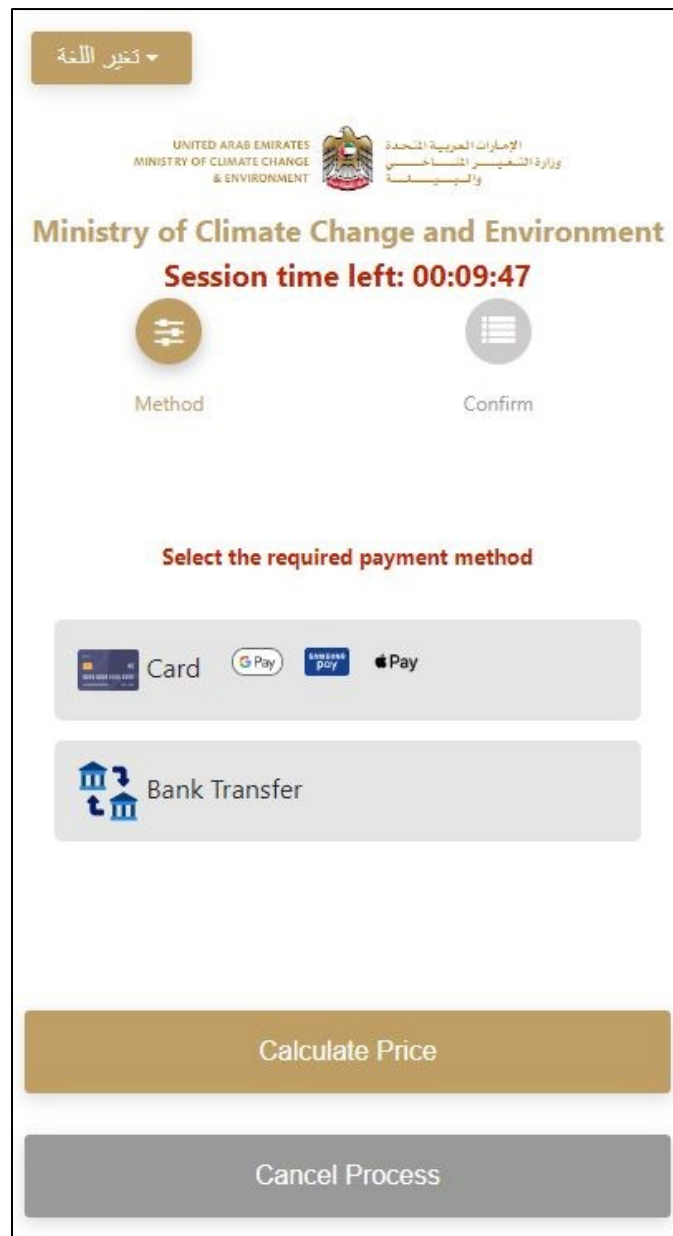 تغير اللغة
UNITED ARAB EMIRATES
MINISTRY OF CLIMATE CHANGE
& ENVIRONMENT
الإمارات العربية المتحدة
وزارة التغير المناخي
والبيئة
Ministry of Climate Change and Environment
Session time left: 00:09:47
Method
Confirm
Select the required payment method
Card G Pay SAMSUNG pay Pay
Bank Transfer
Calculate Price
Cancel Process